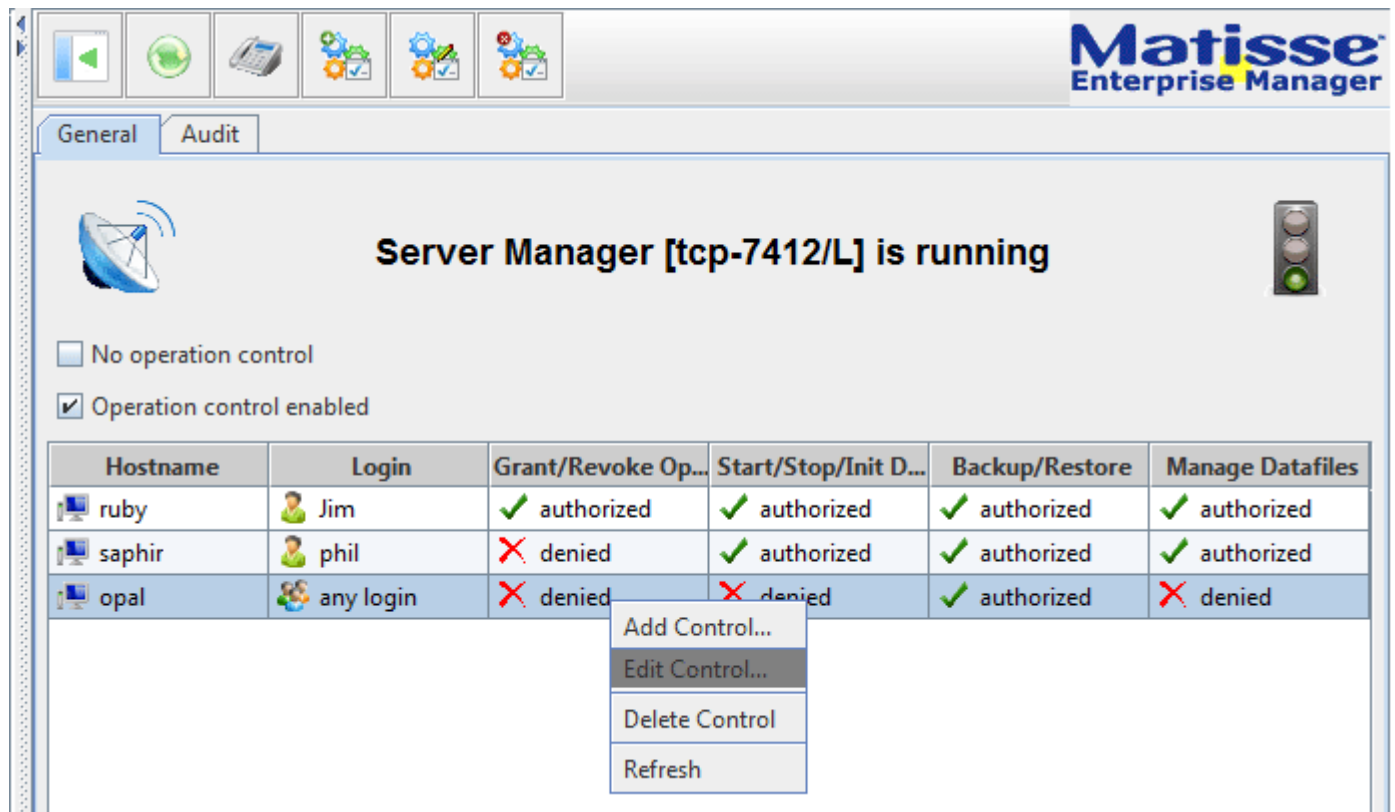 Matisse
Enterprise Manager
General Audit
Server Manager [tcp-7412/L] is running
No operation control
Operation control enabled
Hostname Login Grant/Revoke Op... Start/Stop/Init D... Backup/Restore Manage Datafiles
ruby Jim authorized authorized authorized authorized
saphir phil denied authorized authorized authorized
opal any login denied denied authorized denied
Add Control...
Edit Control...
Delete Control
Refresh